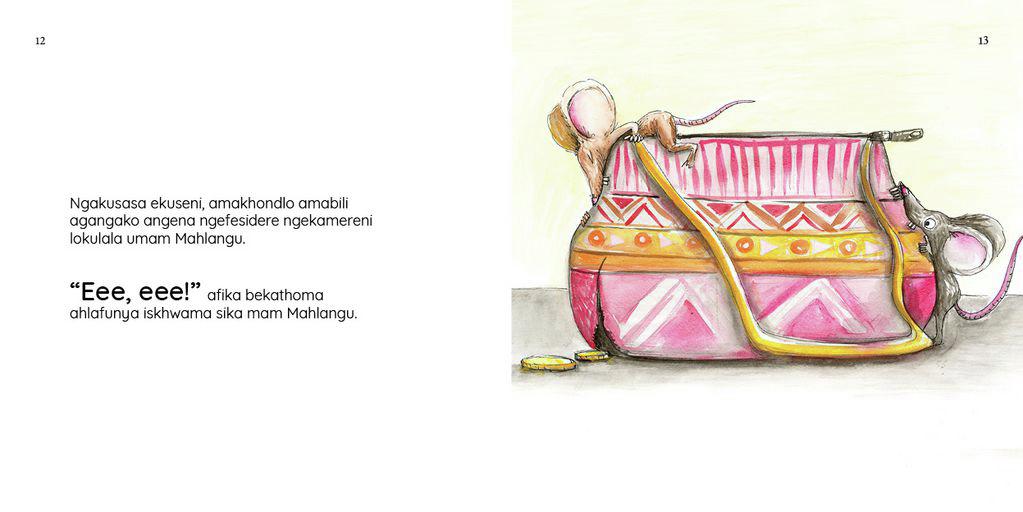 12
13
Ngakusasa ekuseni, amakhondlo amabili
agangako angena ngefesidere ngekamereni
lokulala umam Mahlangu.
“Eee, eee!” afika bekathoma
ahlafunya iskhwama sika mam Mahlangu.